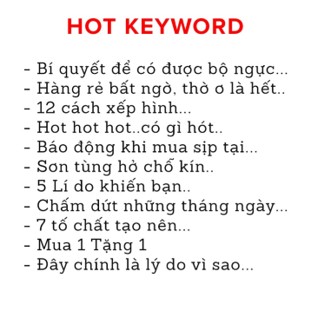 HOT KEYWORD
- Bí quyết để có được bộ ngực...
- Hàng rẻ bất ngờ, thờ ơ là hết..
- 12 cách xếp hình...
- Hot hot hot..có gì hót..
- Báo động khi mua sịp tại...
- Sơn tùng hở chỗ kín..
- 5 Lí do khiến bạn..
- Chấm dứt những tháng ngày...
- 7 tố chất tạo nên...
- Mua 1 Tặng 1
- Đây chính là lý do vì sao...